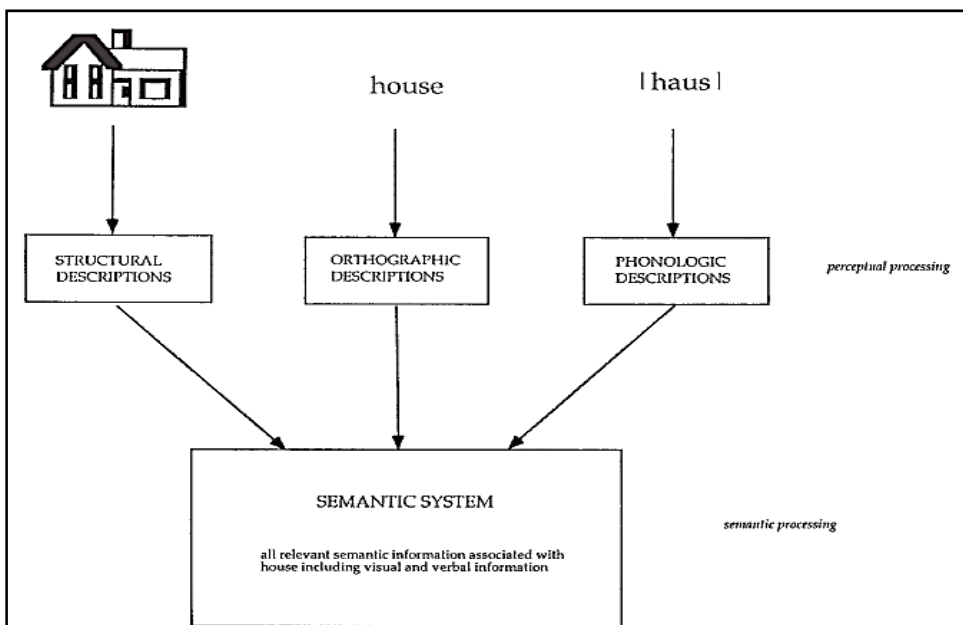 house
|haus|
STRUCTURAL
DESCRIPTIONS
ORTHOGRAPHIC
DESCRIPTIONS
PHONOLOGIC
DESCRIPTIONS
perceptual processing
SEMANTIC SYSTEM
all relevant semantic information associated with
house including visual and verbal information
semantic processing